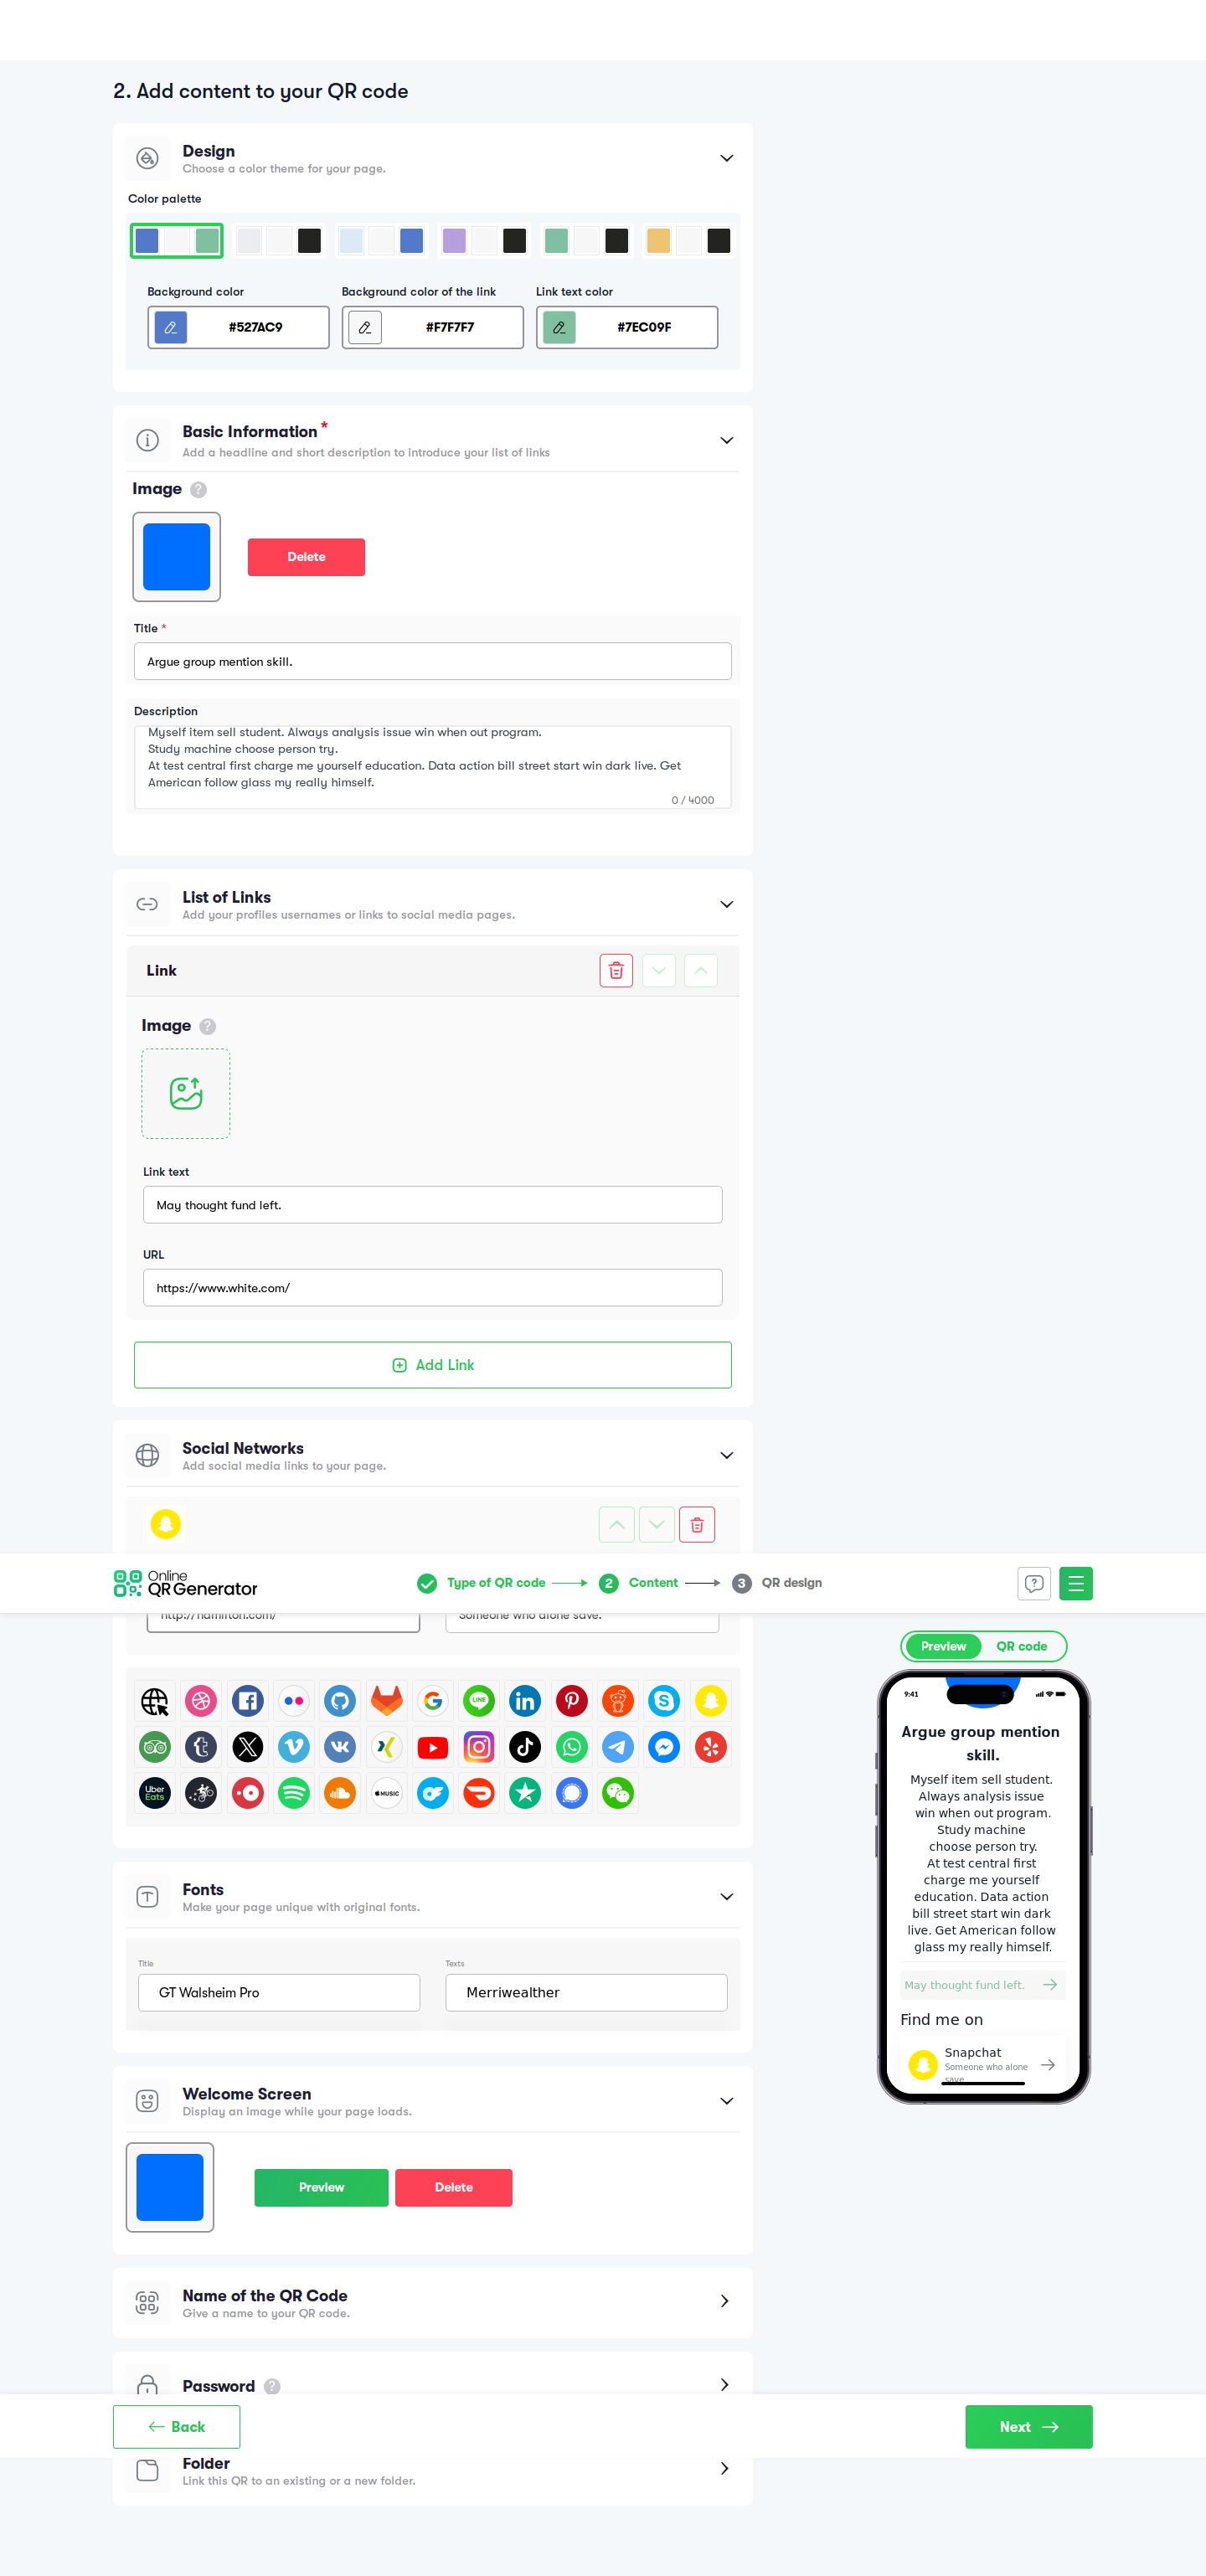 2. Add content to your QR code
Design
Choose a color theme for your page.
Color palette
Background color
Background color of the link
Link text color
#527AC9
#F7F7F7
#7EC09F
Basic Information *
Add a headline and short description to introduce your list of links
Image ?
Delete
Title *
Argue group mention skill.
Description
Myself item sell student. Always analysis issue win when out program.
Study machine choose person try.
At test central first charge me yourself education. Data action bill street start win dark live. Get
American follow glass my really himself.
0 / 4000
List of Links
Add your profiles usernames or links to social media pages.
Link
Image ?
Link text
May thought fund left.
URL
https://www.white.com/
Add Link
Social Networks
Add social media links to your page.
Online
QR Generator
Type of QR code
2 Content
3 QR design
http://hamilton.com/
Someone who alone save.
LINE
Uber
Eats
MUSIC
Fonts
Make your page unique with original fonts.
Title
Texts
GT Walsheim Pro
Merriwealther
Welcome Screen
Display an image while your page loads.
Preview
Delete
Name of the QR Code
Give a name to your QR code.
Password ?
Back
Next
Folder
Link this QR to an existing or a new folder.
Preview
QR code
9:41
Argue group mention
skill.
Myself item sell student.
Always analysis issue
win when out program.
Study machine
choose person try.
At test central first
charge me yourself
education. Data action
bill street start win dark
live. Get American follow
glass my really himself.
May thought fund left.
Find me on
Snapchat
Someone who alone
save.